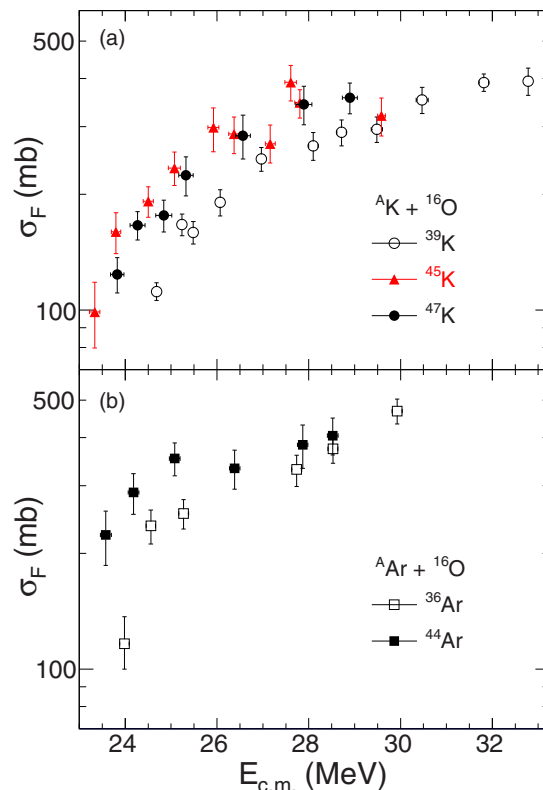 500
(a)
σF (mb)
AK + 16O
39K
45K
47K
100
500
(b)
σF (mb)
AAr + 16O
36Ar
44Ar
100
24 26 28 30 32
Ec.m. (MeV)